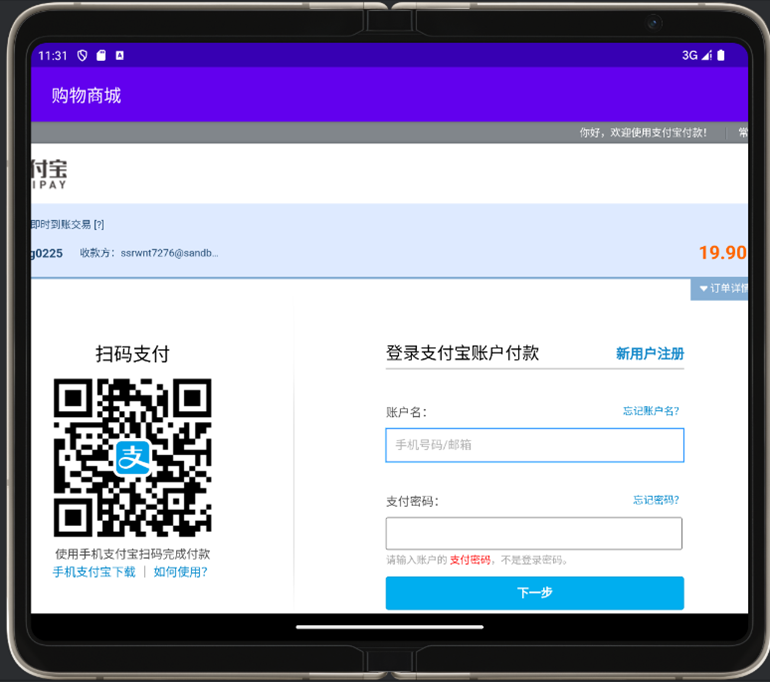 11:31 3G
购物商城
你好，欢迎使用支付宝付款！ 常
付宝
IPAY
即时到账交易 [?]
g0225 收款方： ssrwnt7276@sandb... 19.90
订单详情
扫码支付
登录支付宝账户付款 新用户注册
账户名： 忘记账户名?
手机号码/邮箱
支
支付密码： 忘记密码?
请输入账户的 支付密码，不是登录密码。
使用手机支付宝扫码完成付款
手机支付宝下载 | 如何使用?
下一步